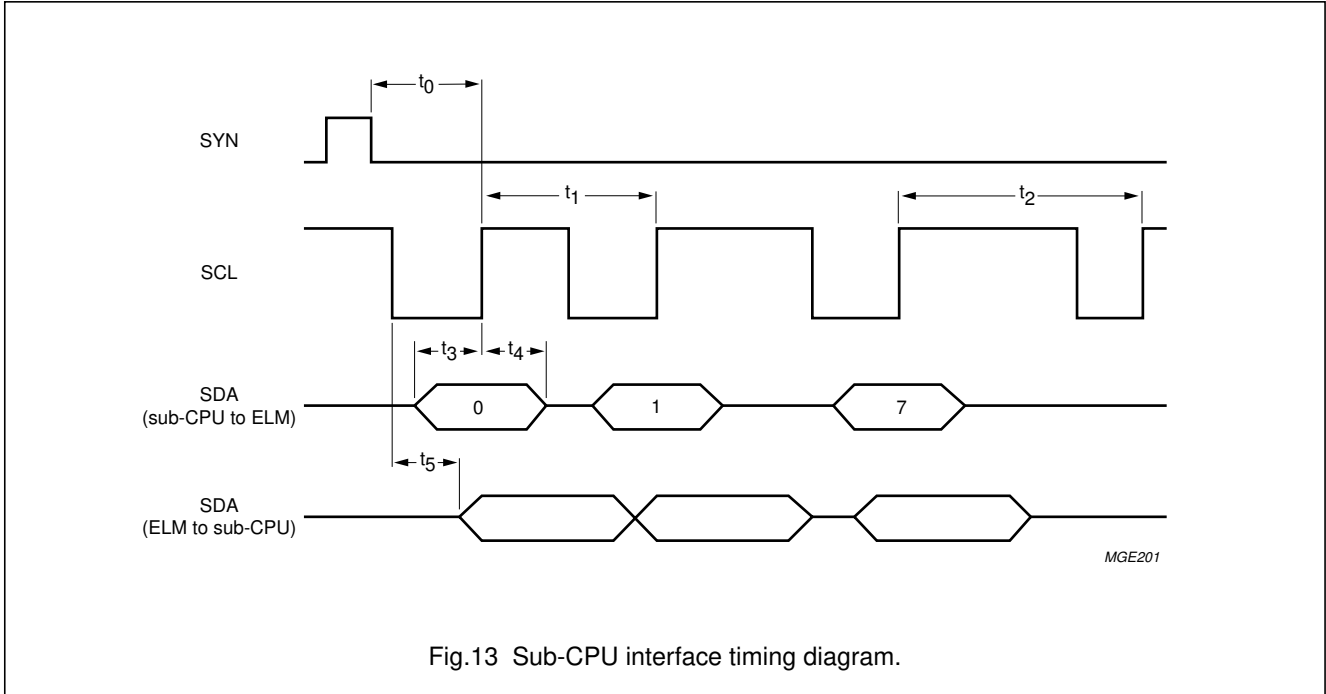 t0
SYN
t1
t2
SCL
t3
t4
SDA
(sub-CPU to ELM)
0
1
7
t5
SDA
(ELM to sub-CPU)
MGE201
Fig.13 Sub-CPU interface timing diagram.